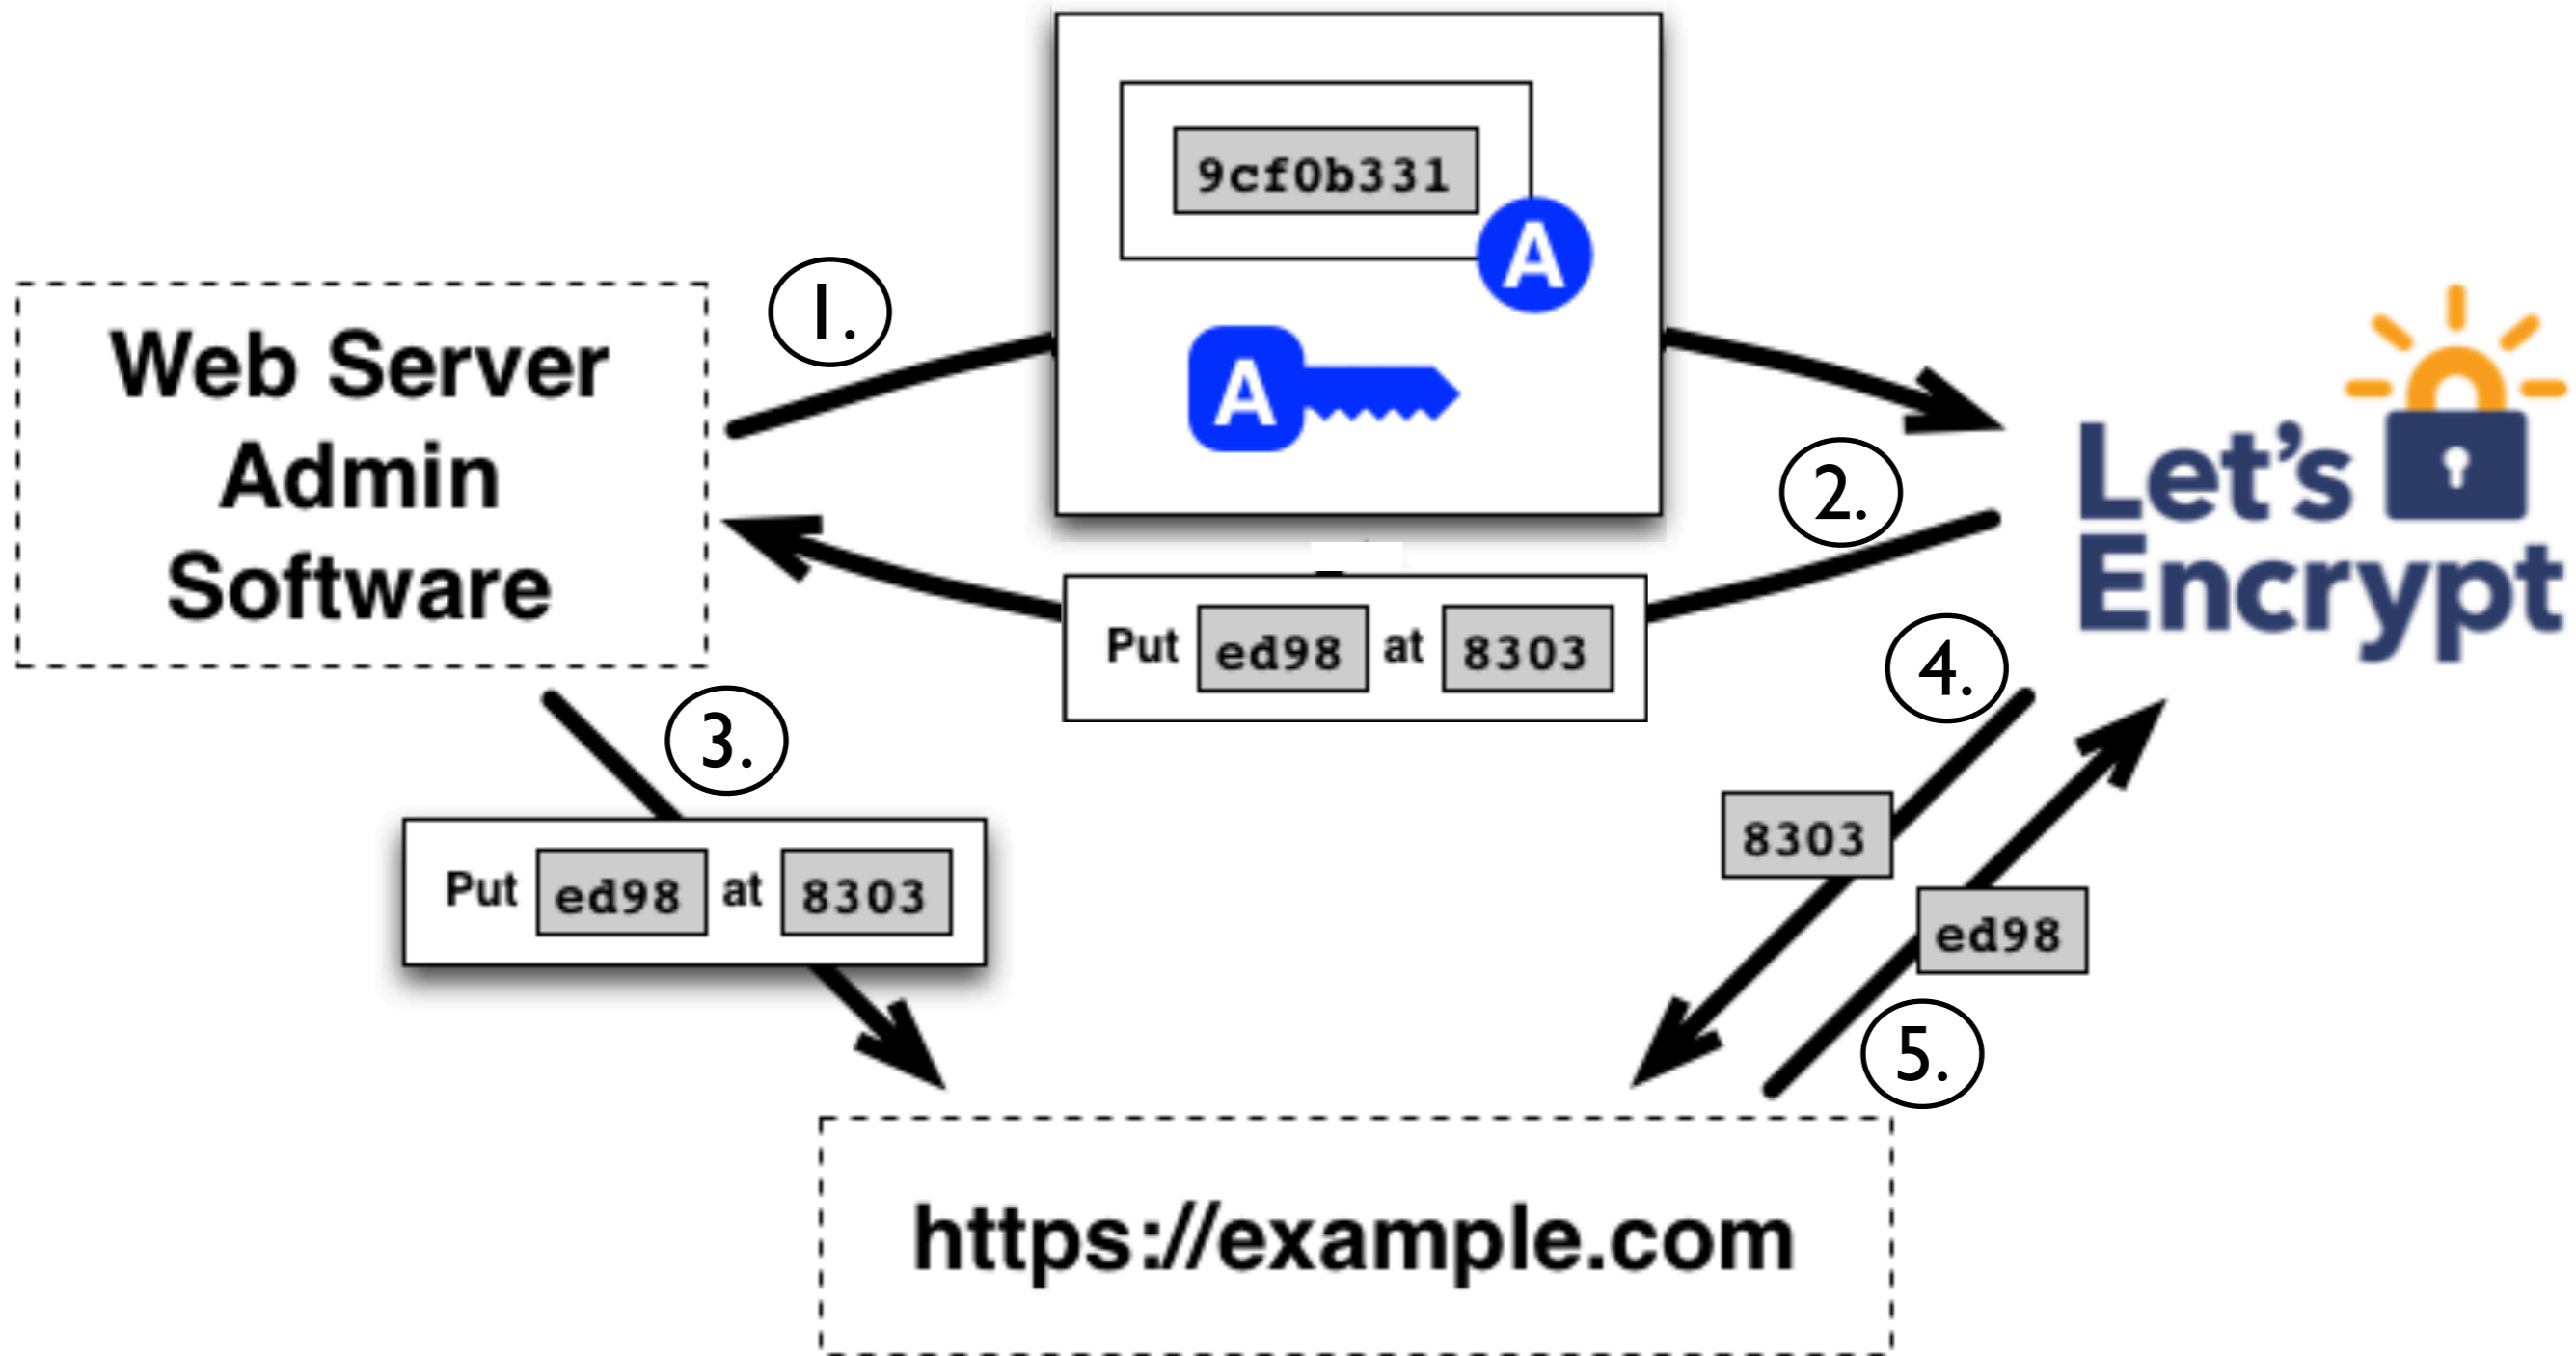 9cf0b331
A
A
1.
Web Server
Admin
Software
2.
Let's
Encrypt
Put ed98 at 8303
3.
4.
Put ed98 at 8303
8303
ed98
5.
https://example.com